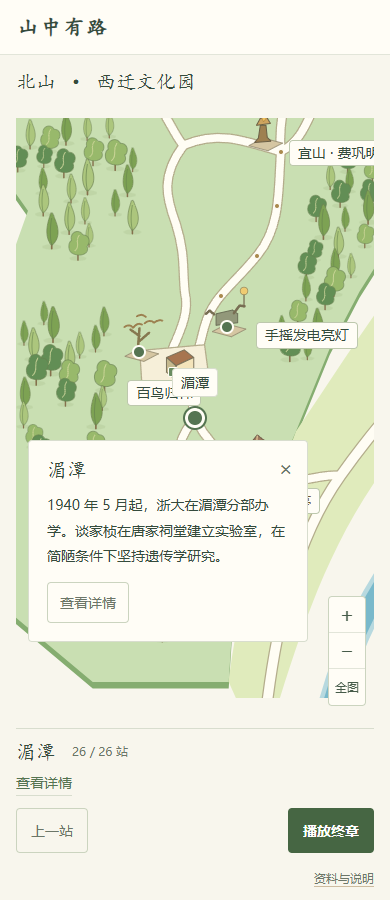 山中有路
北山 • 西迁文化园
宜山 · 费巩
手摇发电亮灯
湄潭
百鸟归
湄潭
×
1940 年 5 月起，浙大在湄潭分部办
学。谈家桢在唐家祠堂建立实验室，在
简陋条件下坚持遗传学研究。
查看详情
+
−
全图
湄潭 26 / 26 站
查看详情
上一站
播放终章
资料与说明